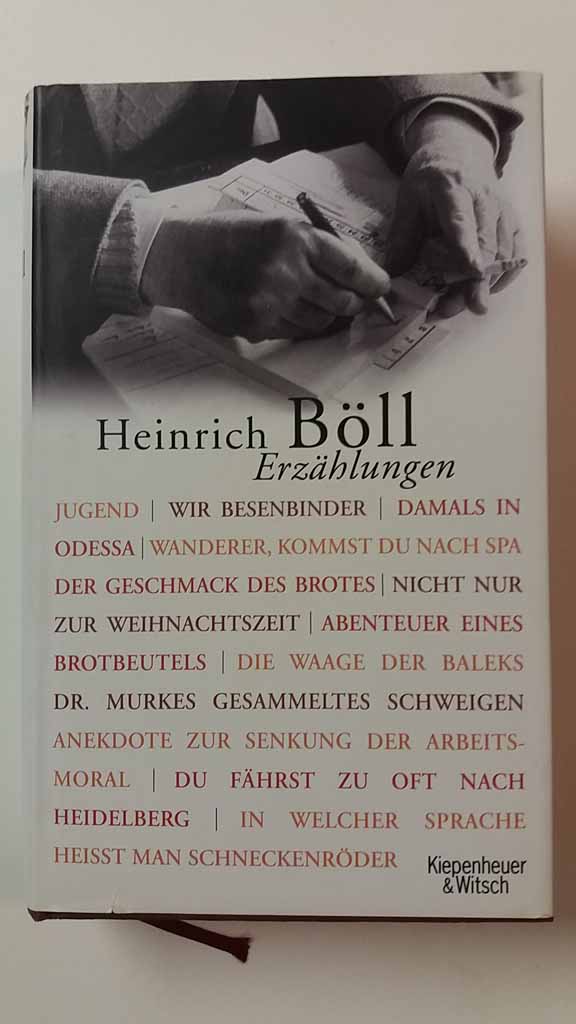 Heinrich Böll
Erzählungen
JUGEND | WIR BESENBINDER | DAMALS IN
ODESSA | WANDERER, KOMMST DU NACH SPA
DER GESCHMACK DES BROTES | NICHT NUR
ZUR WEIHNACHTSZEIT | ABENTEUER EINES
BROTBEUTELS | DIE WAAGE DER BALEKS
DR. MURKES GESAMMELTES SCHWEIGEN
ANEKDOTE ZUR SENKUNG DER ARBEITS-
MORAL | DU FÄHRST ZU OFT NACH
HEIDELBERG | IN WELCHER SPRACHE
HEISST MAN SCHNECKENRÖDER
Kiepenheuer
& Witsch